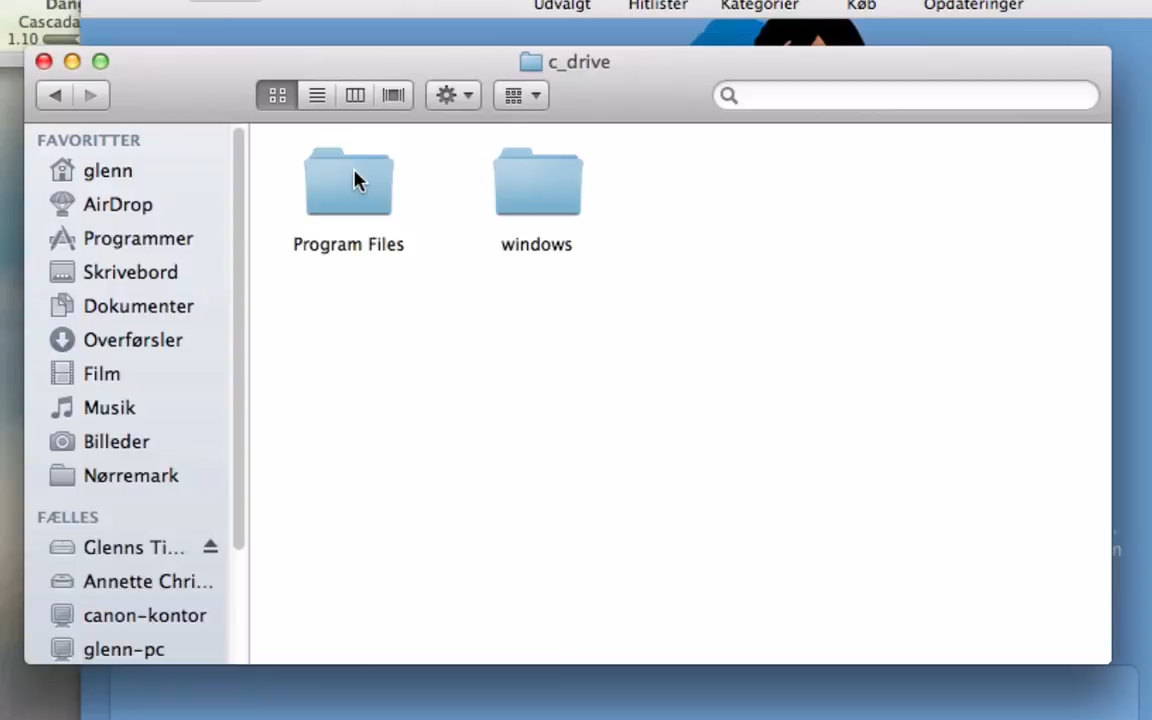 Cascada
1.10
Udvalgt Hitlister Kategorier Køb Opdateringer
c_drive
FAVORITTER
glenn
AirDrop
Programmer
Skrivebord
Dokumenter
Overførsler
Film
Musik
Billeder
Nørremark
FÆLLES
Glenns Ti...
Annette Chri...
canon-kontor
glenn-pc
Program Files
windows